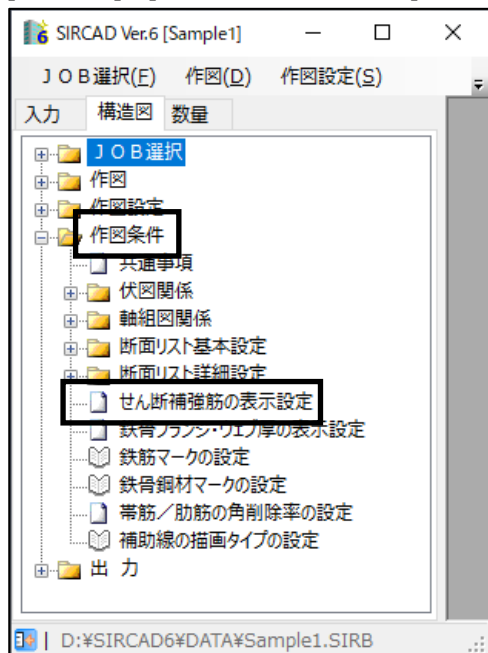 SIRCAD Ver.6 [Sample1]
ＪＯＢ選択(F) 作図(D) 作図設定(S)
入力 構造図 数量
ＪＯＢ選択
作図
作図設定
作図条件
共通事項
伏図関係
軸組図関係
断面リスト基本設定
断面リスト詳細設定
せん断補強筋の表示設定
鉄骨フランジ・ウェブ厚の表示設定
鉄筋マークの設定
鉄骨鋼材マークの設定
帯筋／肋筋の角削除率の設定
補助線の描画タイプの設定
出 力
D:¥SIRCAD6¥DATA¥Sample1.SIRB